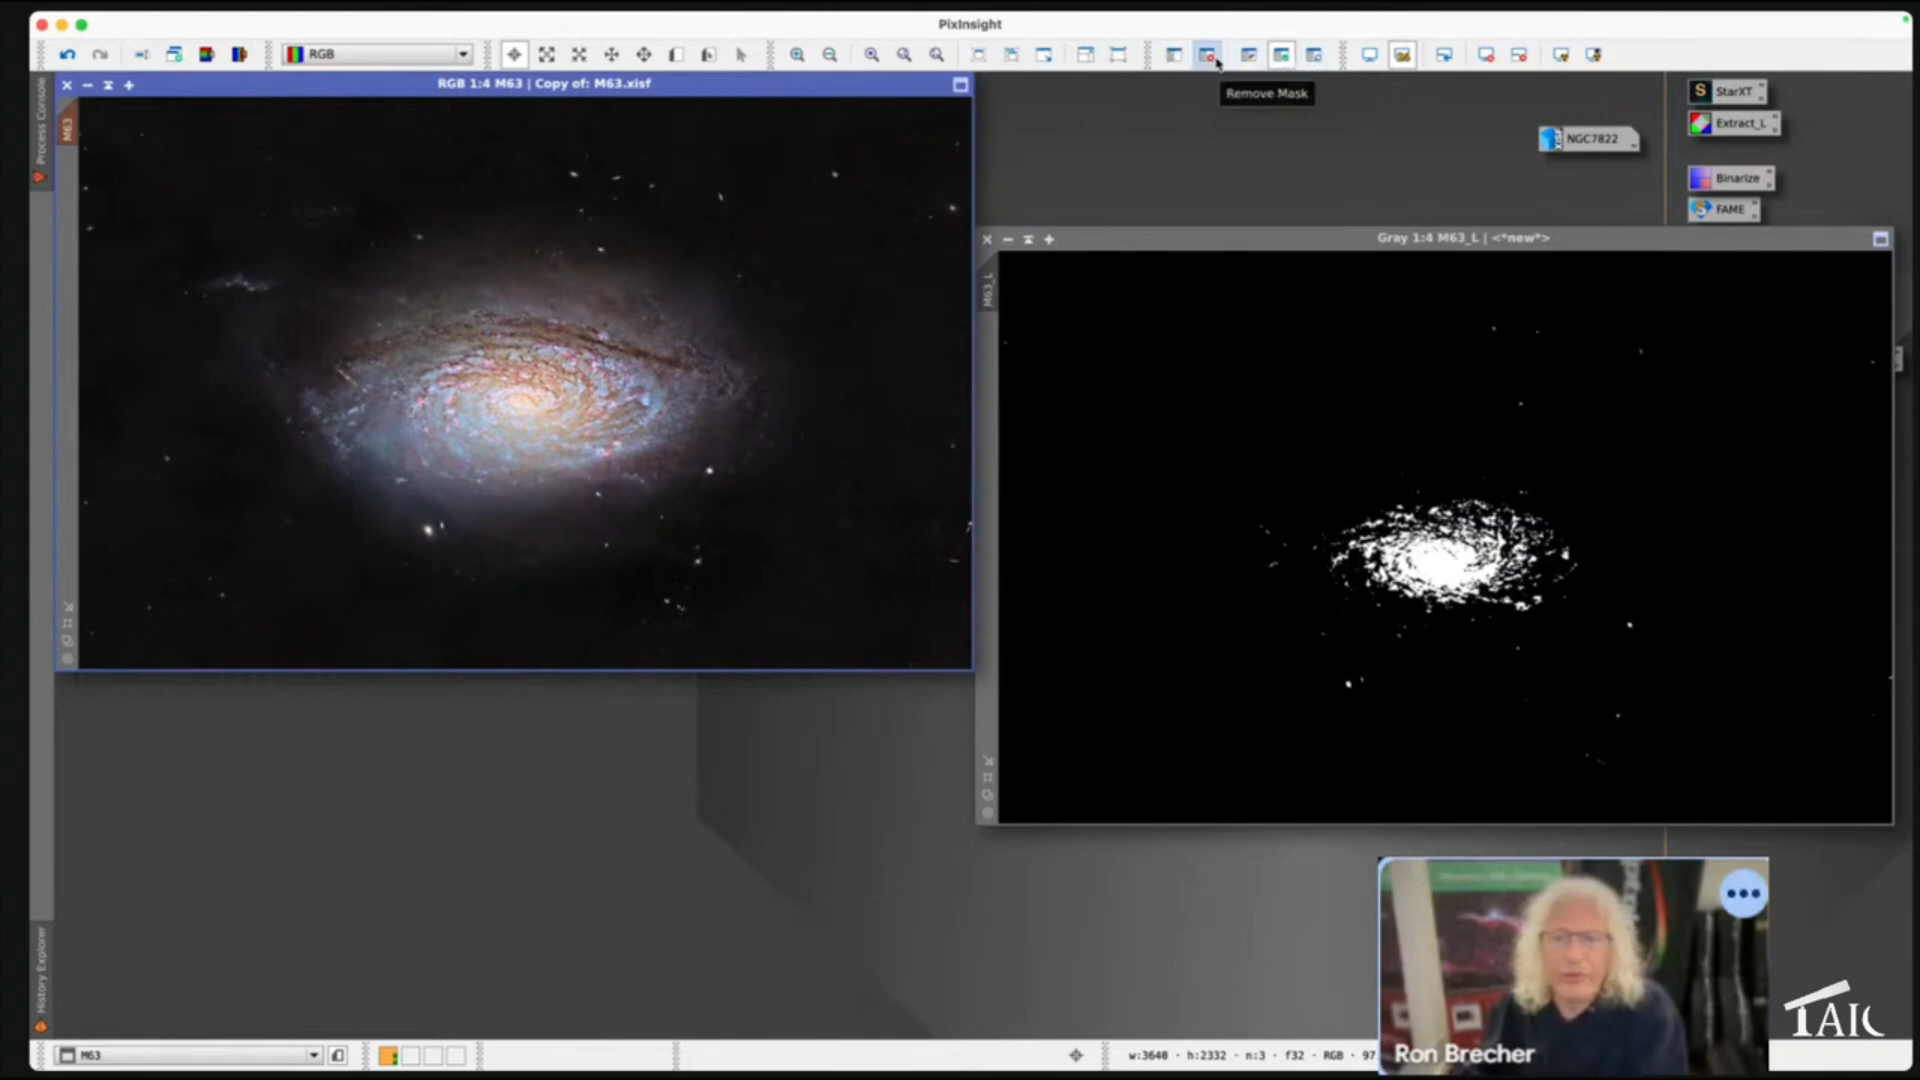 PixInsight
RGB
RGB 1:4 M63 | Copy of: M63.xisf
Remove Mask
StarXT
Extract_L
NGC7822
Binarize
FAME
Process Console
M63
Gray 1:4 M63_L | <*new*>
M63_L
History Explorer
M63
w:3640 · h:2332 · n:3 · f32 · RGB · 97
Ron Brecher
TAIC